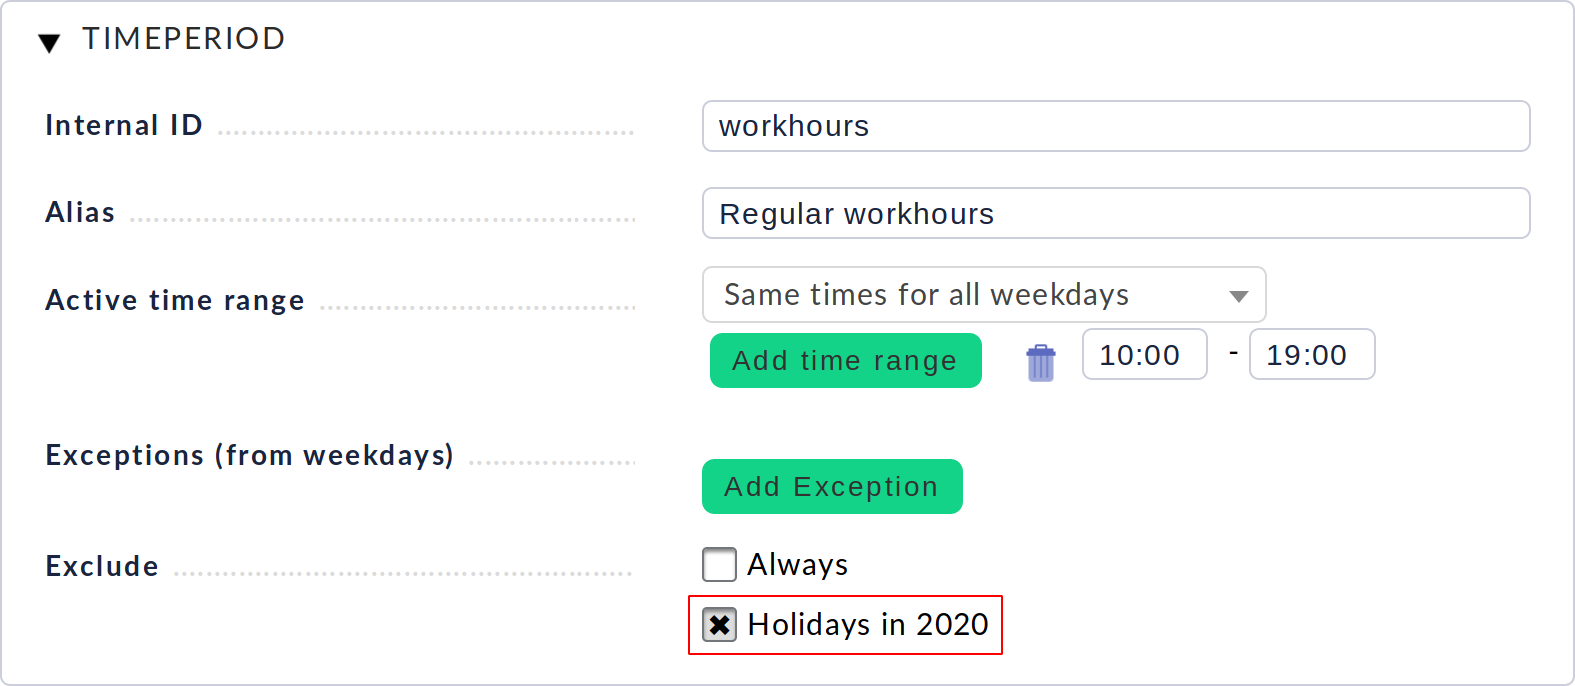 TIMEPERIOD
Internal ID workhours
Alias Regular workhours
Active time range Same times for all weekdays
Add time range 10:00 - 19:00
Exceptions (from weekdays)
Add Exception
Exclude Always
Holidays in 2020